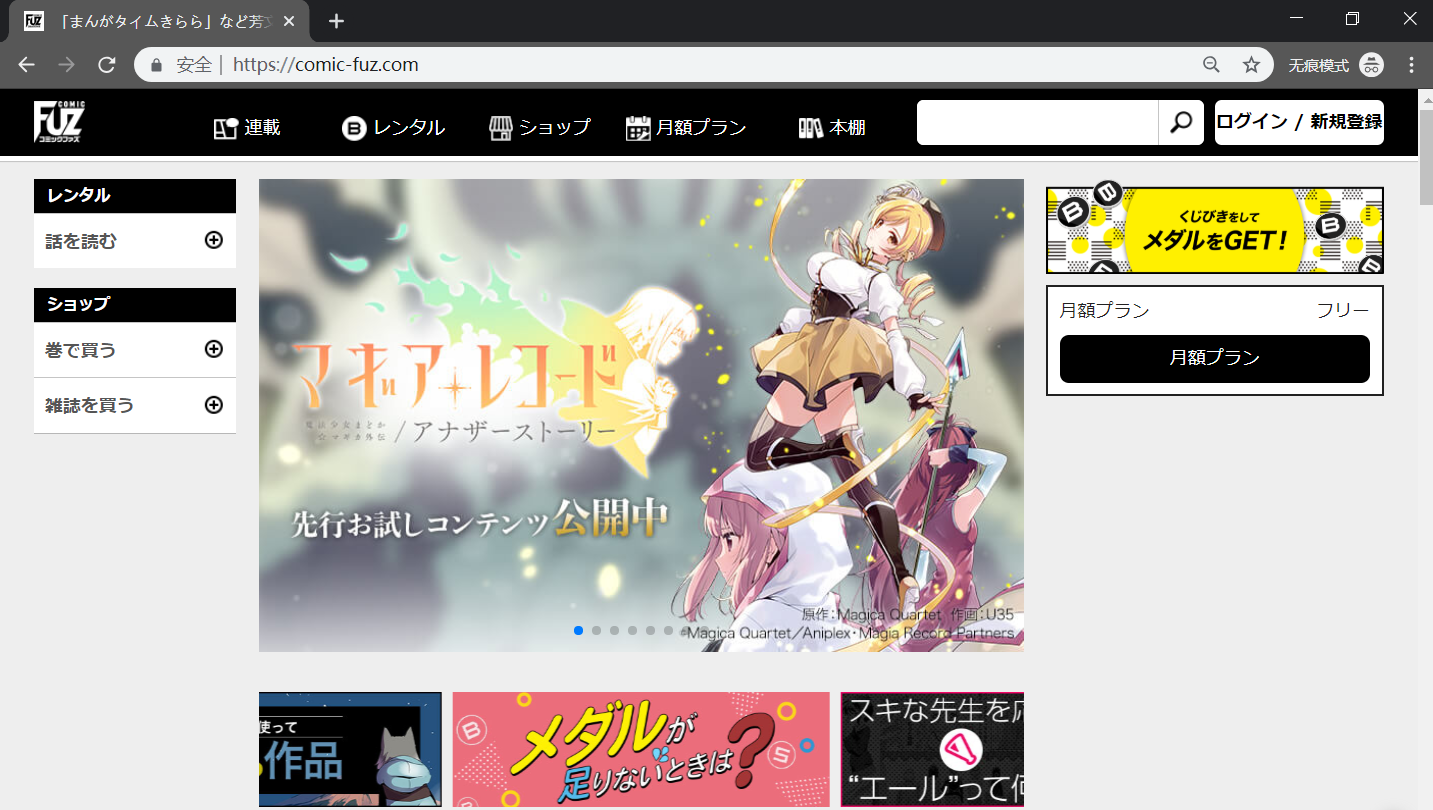 FUZ 「まんがタイムきらら」など芳文
安全 https://comic-fuz.com 无痕模式
COMIC
FUZ
コミックファズ
連載 レンタル ショップ 月額プラン 本棚 ログイン / 新規登録
レンタル
話を読む
ショップ
巻で買う
雑誌を買う
マギア・レコード
魔法少女まどか
☆マギカ外伝
/アナザーストーリー
先行お試しコンテンツ公開中
原作:Magica Quartet 作画:U35
©Magica Quartet/Aniplex・Magia Record Partners
くじびきをして
メダルをGET!
月額プラン フリー
月額プラン
使って
作品
メダルが
足りないときは?
スキな先生を応
“エール”って何